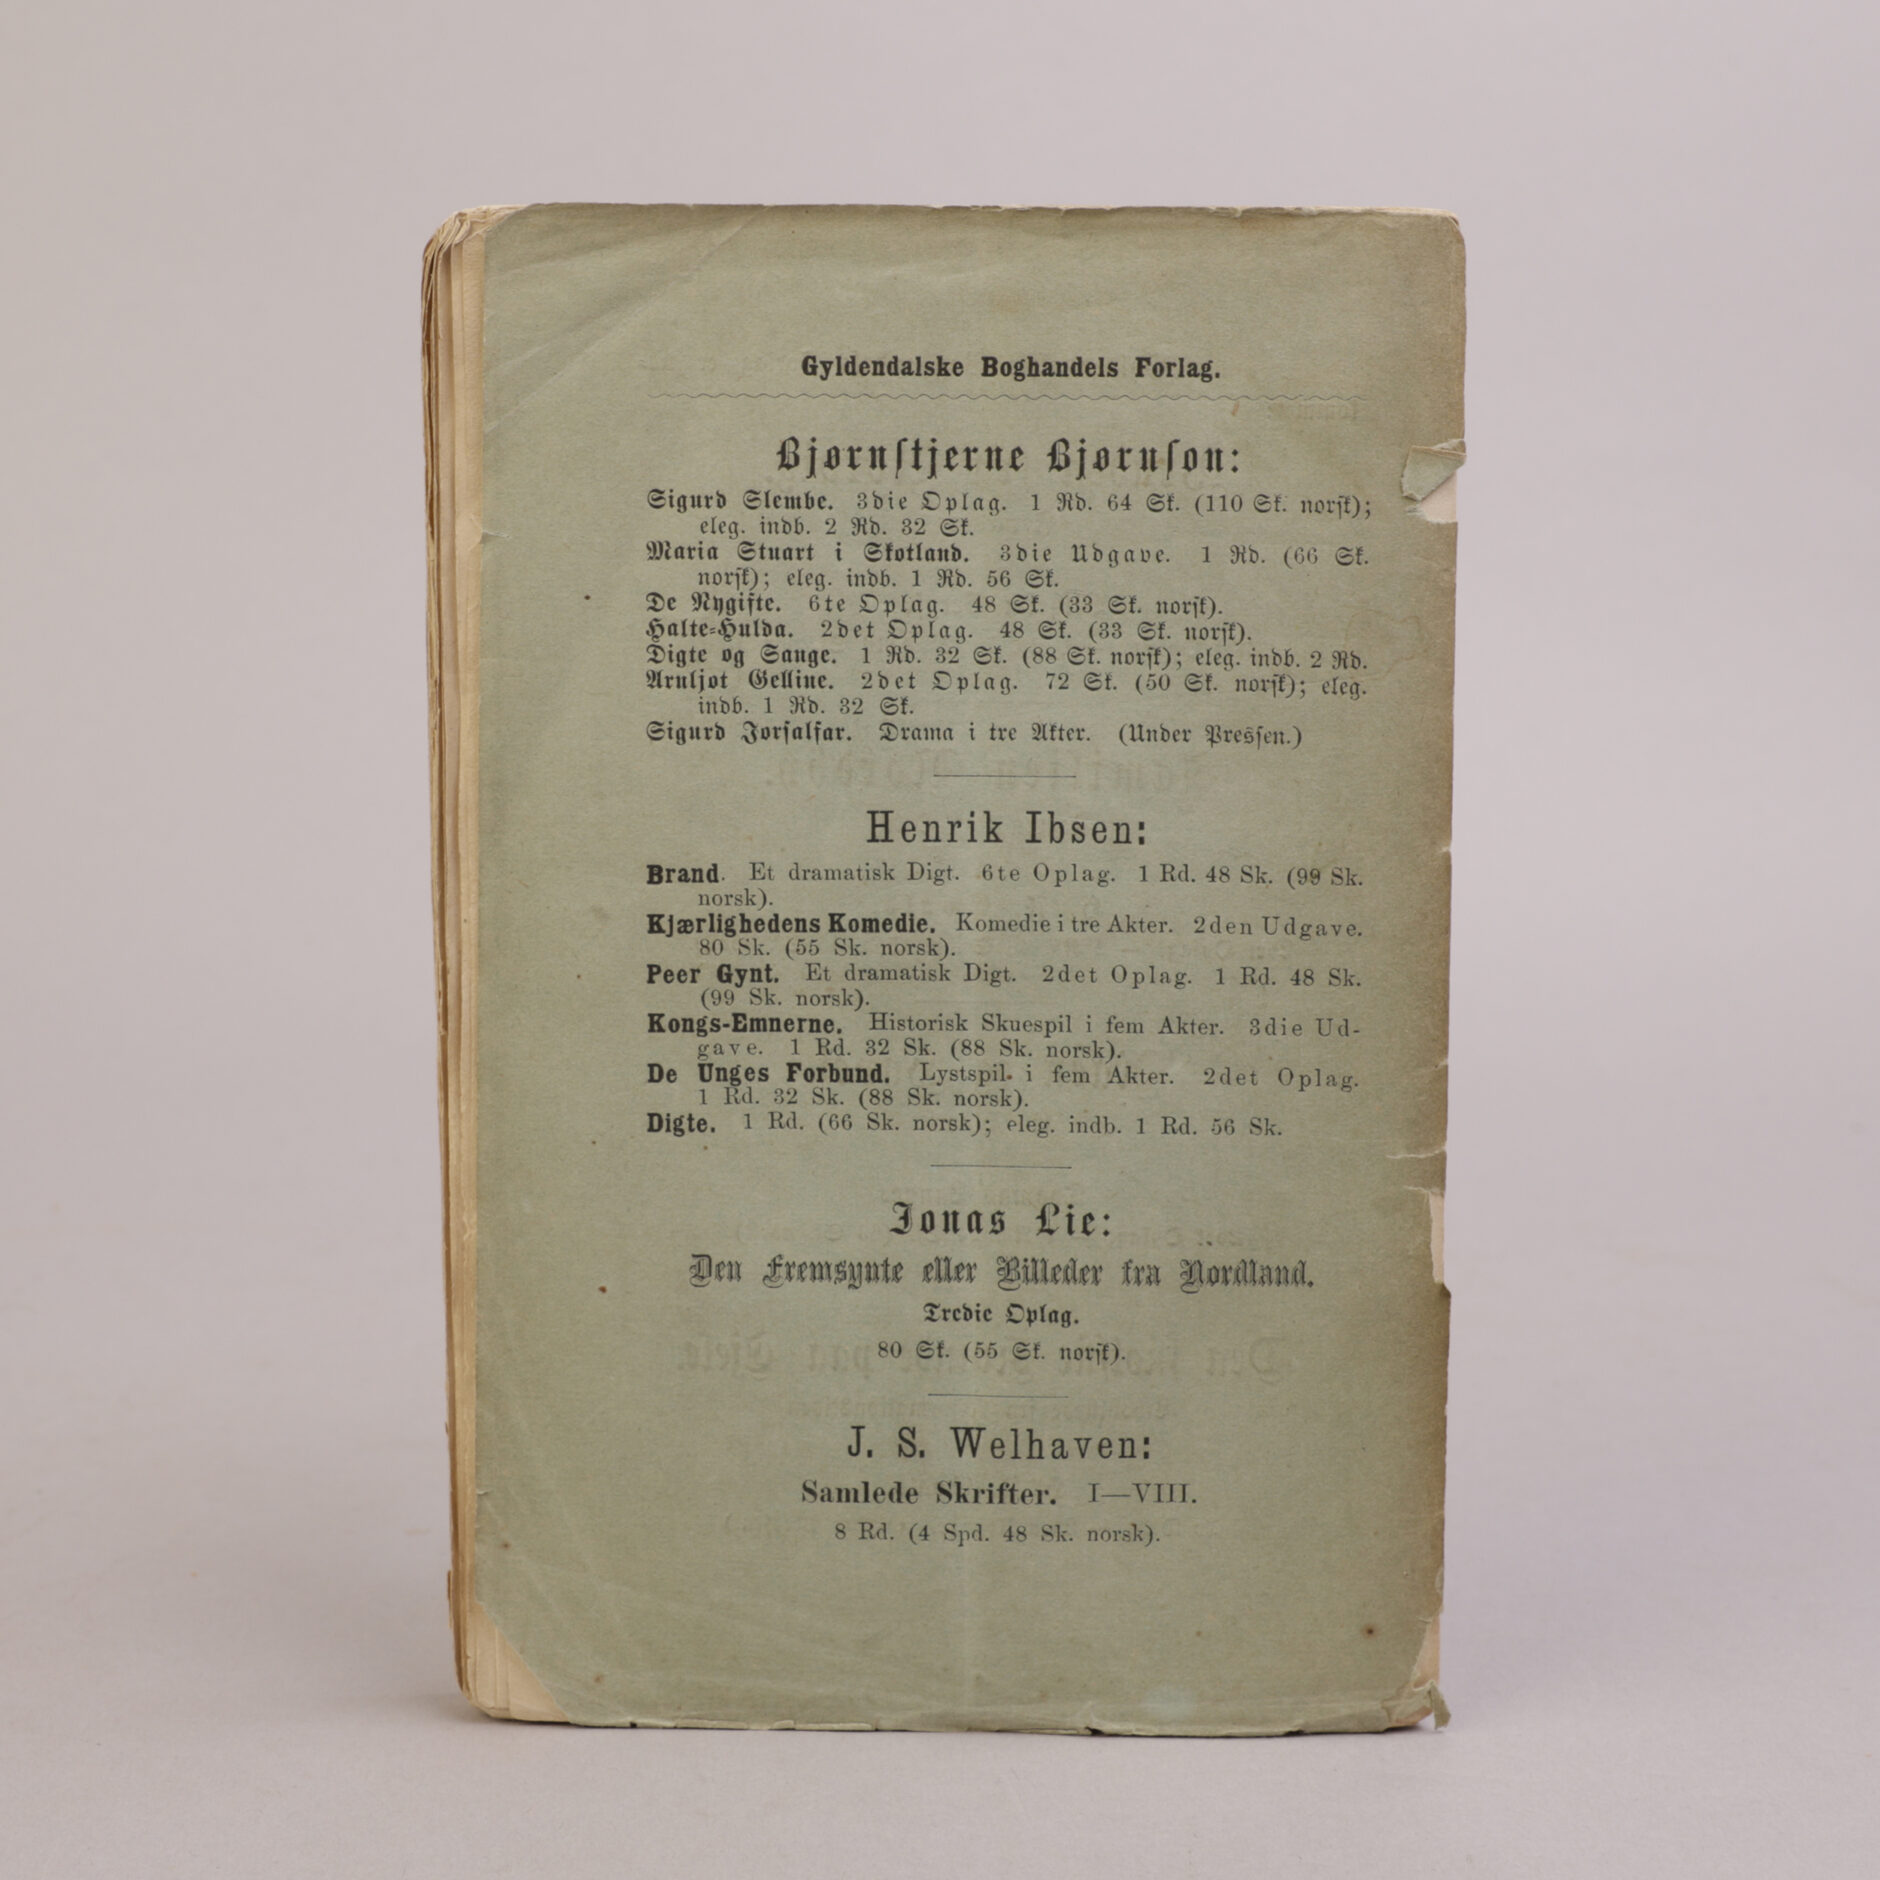 Gyldendalske Boghandels Forlag.
Bjørnſtjerne Bjørnſon:
Sigurd Slembe. 3die Oplag. 1 Rd. 64 Sk. (110 Sk. norſk);
eleg. indb. 2 Rd. 32 Sk.
Maria Stuart i Skotland. 3die Udgave. 1 Rd. (66 Sk.
norſk); eleg. indb. 1 Rd. 56 Sk.
De Nygifte. 6te Oplag. 48 Sk. (33 Sk. norſk).
Halte-Hulda. 2det Oplag. 48 Sk. (33 Sk. norſk).
Digte og Sange. 1 Rd. 32 Sk. (88 Sk. norſk); eleg. indb. 2 Rd.
Arnljot Gelline. 2det Oplag. 72 Sk. (50 Sk. norſk); eleg.
indb. 1 Rd. 32 Sk.
Sigurd Jorſalfar. Drama i tre Akter. (Under Presſen.)
Henrik Ibsen:
Brand. Et dramatisk Digt. 6te Oplag. 1 Rd. 48 Sk. (99 Sk.
norsk).
Kjærlighedens Komedie. Komedie i tre Akter. 2den Udgave.
80 Sk. (55 Sk. norsk).
Peer Gynt. Et dramatisk Digt. 2det Oplag. 1 Rd. 48 Sk.
(99 Sk. norsk).
Kongs-Emnerne. Historisk Skuespil i fem Akter. 3die Ud-
gave. 1 Rd. 32 Sk. (88 Sk. norsk).
De Unges Forbund. Lystspil i fem Akter. 2det Oplag.
1 Rd. 32 Sk. (88 Sk. norsk).
Digte. 1 Rd. (66 Sk. norsk); eleg. indb. 1 Rd. 56 Sk.
Jonas Lie:
Den Fremsynte eller Billeder fra Nordland.
Tredie Oplag.
80 Sk. (55 Sk. norſk).
J. S. Welhaven:
Samlede Skrifter. I—VIII.
8 Rd. (4 Spd. 48 Sk. norsk).